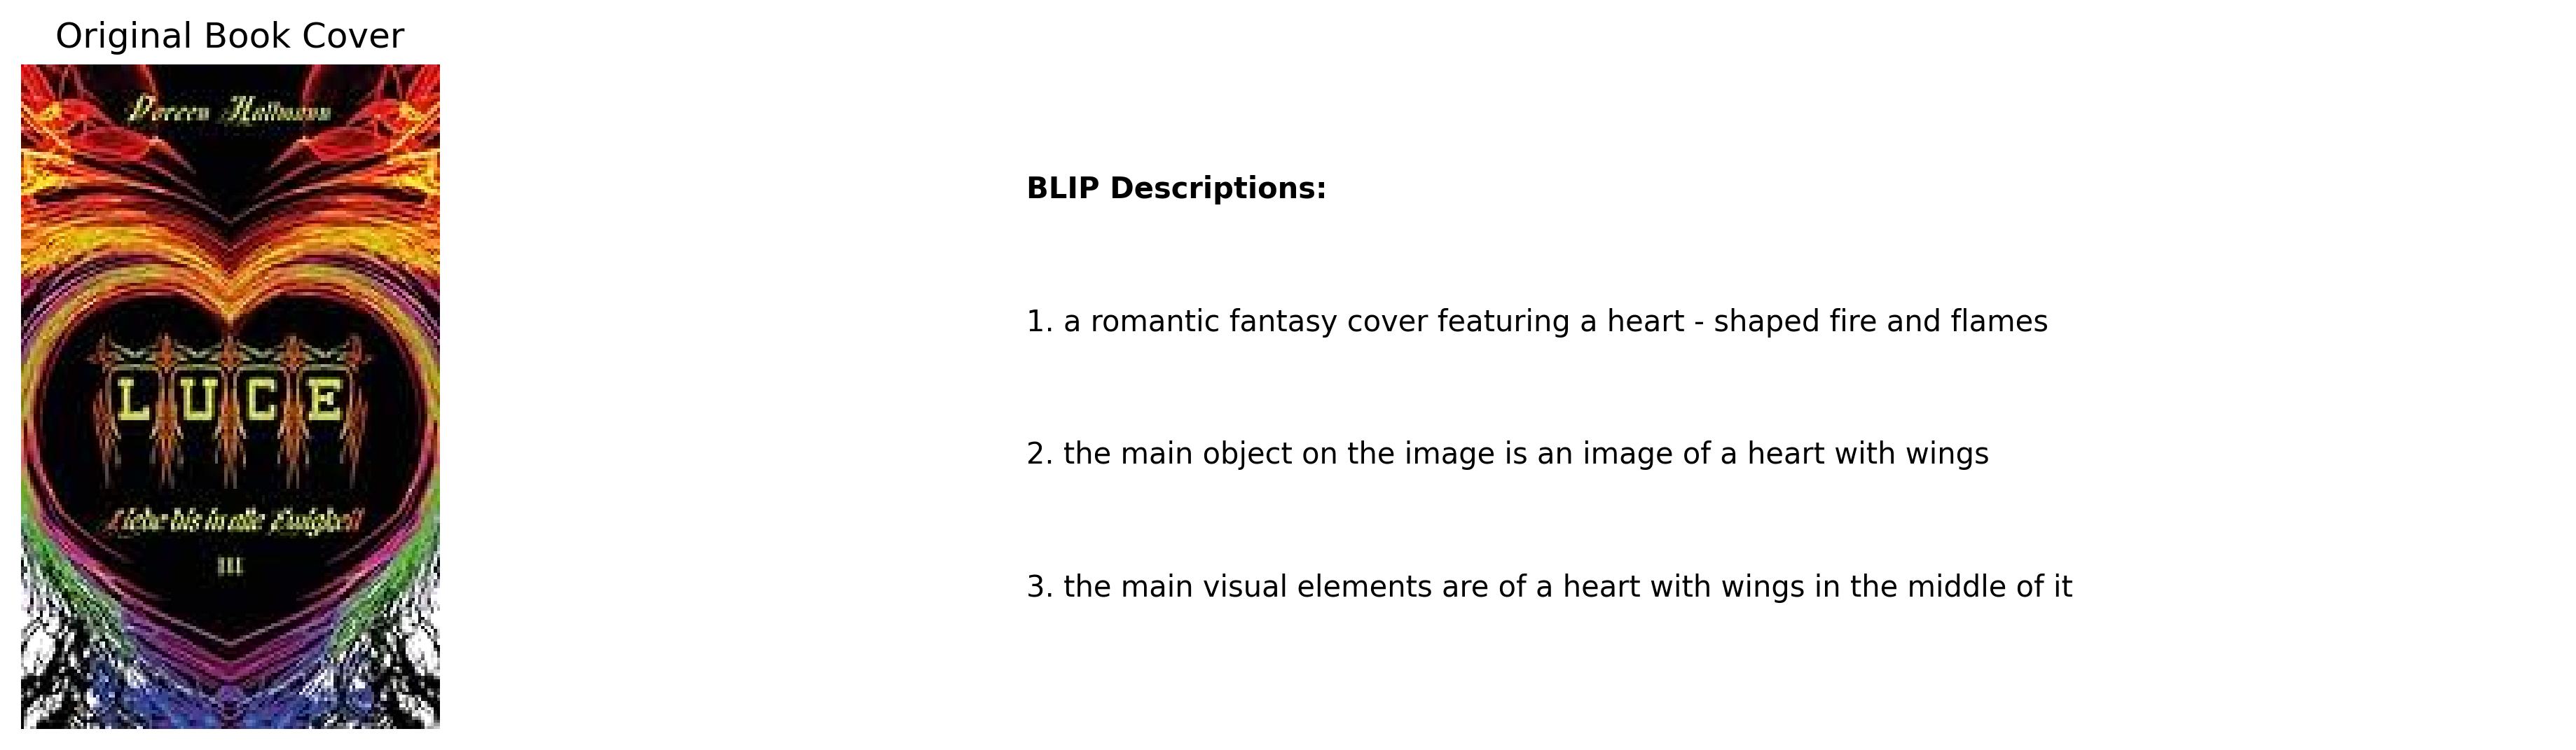 Original Book Cover
Doreen Hallmann
LUCE
Liebe bis in alle Ewigkeit
III
BLIP Descriptions:
1. a romantic fantasy cover featuring a heart - shaped fire and flames
2. the main object on the image is an image of a heart with wings
3. the main visual elements are of a heart with wings in the middle of it